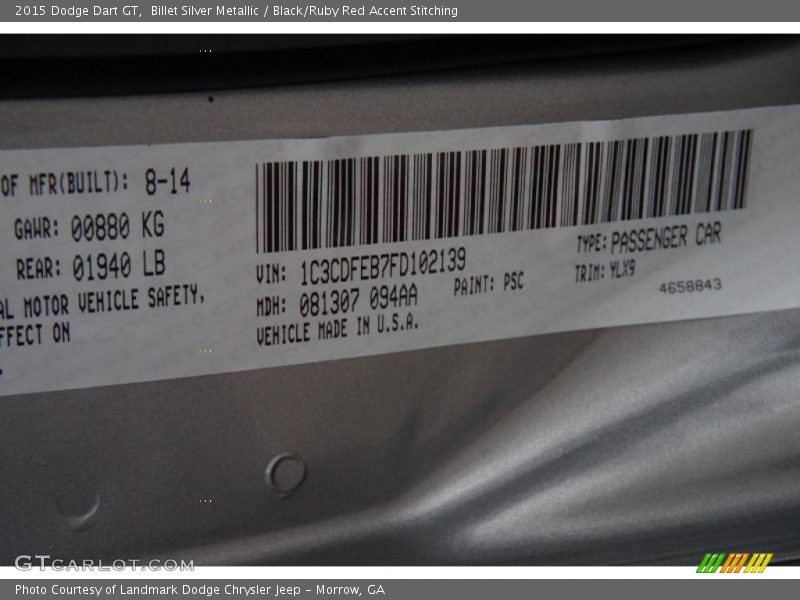 2015 Dodge Dart GT,  Billet Silver Metallic / Black/Ruby Red Accent Stitching
OF MFR(BUILT): 8-14
GAWR: 00880 KG
REAR: 01940 LB
AL MOTOR VEHICLE SAFETY,
FFECT ON
VIN: 1C3CDFEB7FD102139
TYPE: PASSENGER CAR
MDH: 081307 094AA
PAINT: PSC
TRIM: YLX9
VEHICLE MADE IN U.S.A.
4658843
GTcarlot.com
Photo Courtesy of Landmark Dodge Chrysler Jeep – Morrow, GA